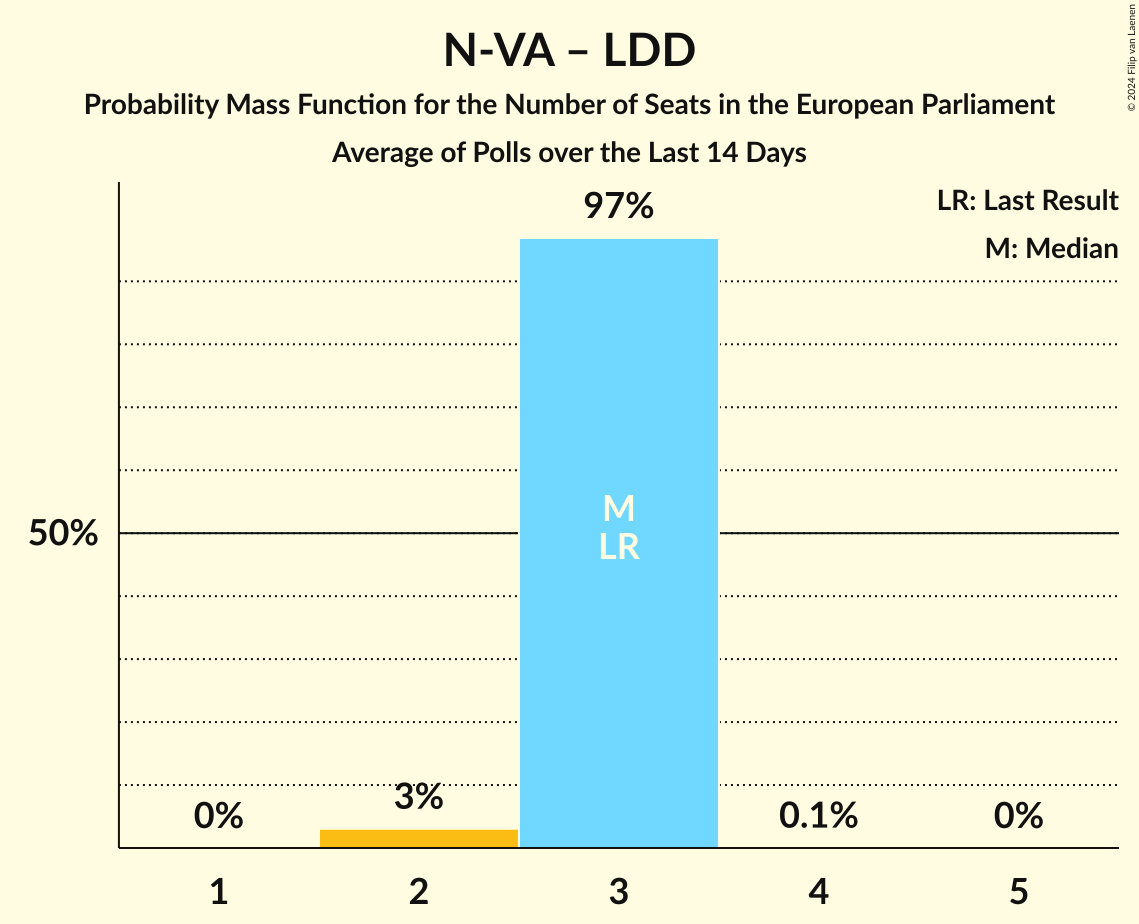 N-VA – LDD
Probability Mass Function for the Number of Seats in the European Parliament
Average of Polls over the Last 14 Days
© 2024 Filip van Laenen
LR: Last Result
M: Median
97%
50%
M
LR
0%
3%
0.1%
0%
1
2
3
4
5